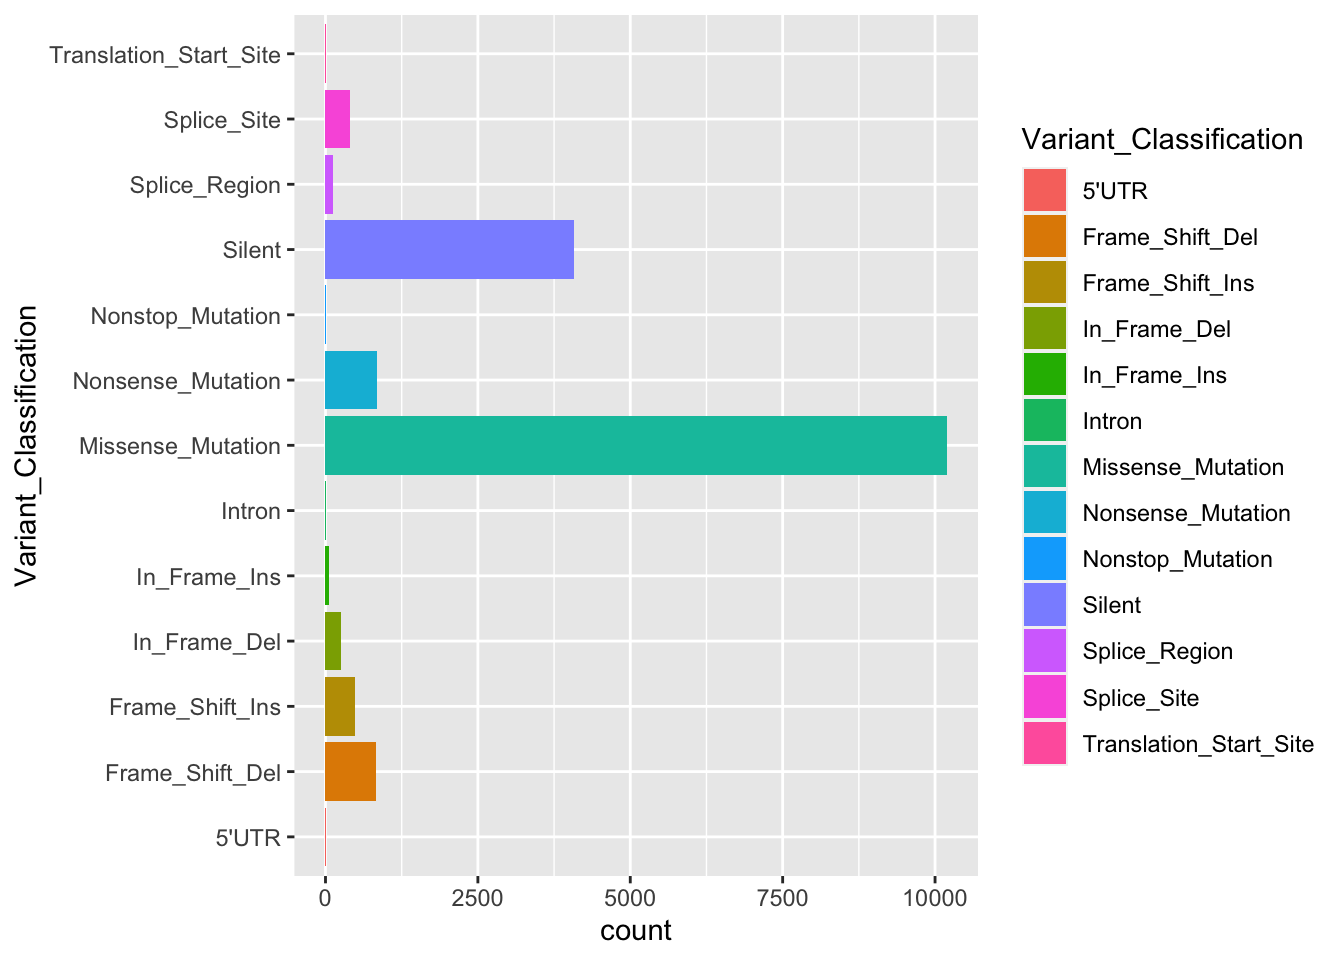 Variant_Classification
Translation_Start_Site
Splice_Site
Splice_Region
Silent
Nonstop_Mutation
Nonsense_Mutation
Missense_Mutation
Intron
In_Frame_Ins
In_Frame_Del
Frame_Shift_Ins
Frame_Shift_Del
5'UTR
0 2500 5000 7500 10000
count
Variant_Classification
5'UTR
Frame_Shift_Del
Frame_Shift_Ins
In_Frame_Del
In_Frame_Ins
Intron
Missense_Mutation
Nonsense_Mutation
Nonstop_Mutation
Silent
Splice_Region
Splice_Site
Translation_Start_Site